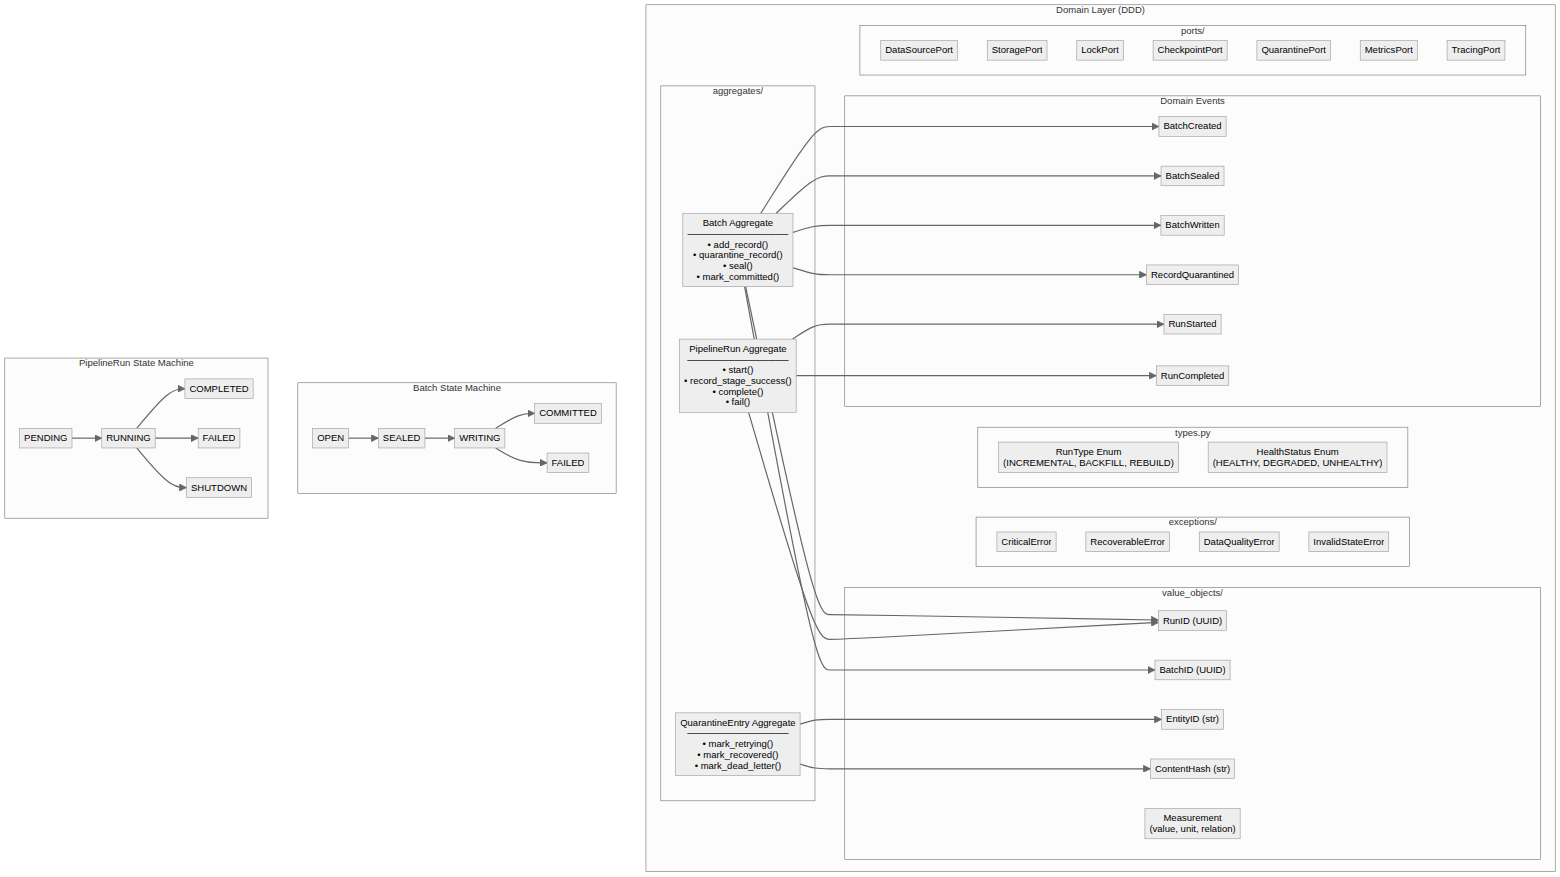 PipelineRun State Machine
PENDING
RUNNING
COMPLETED
FAILED
SHUTDOWN
Batch State Machine
OPEN
SEALED
WRITING
COMMITTED
FAILED
Domain Layer (DDD)
ports/
DataSourcePort
StoragePort
LockPort
CheckpointPort
QuarantinePort
MetricsPort
TracingPort
aggregates/
Batch Aggregate
• add_record()
• quarantine_record()
• seal()
• mark_committed()
PipelineRun Aggregate
• start()
• record_stage_success()
• complete()
• fail()
QuarantineEntry Aggregate
• mark_retrying()
• mark_recovered()
• mark_dead_letter()
Domain Events
BatchCreated
BatchSealed
BatchWritten
RecordQuarantined
RunStarted
RunCompleted
types.py
RunType Enum
(INCREMENTAL, BACKFILL, REBUILD)
HealthStatus Enum
(HEALTHY, DEGRADED, UNHEALTHY)
exceptions/
CriticalError
RecoverableError
DataQualityError
InvalidStateError
value_objects/
RunID (UUID)
BatchID (UUID)
EntityID (str)
ContentHash (str)
Measurement
(value, unit, relation)